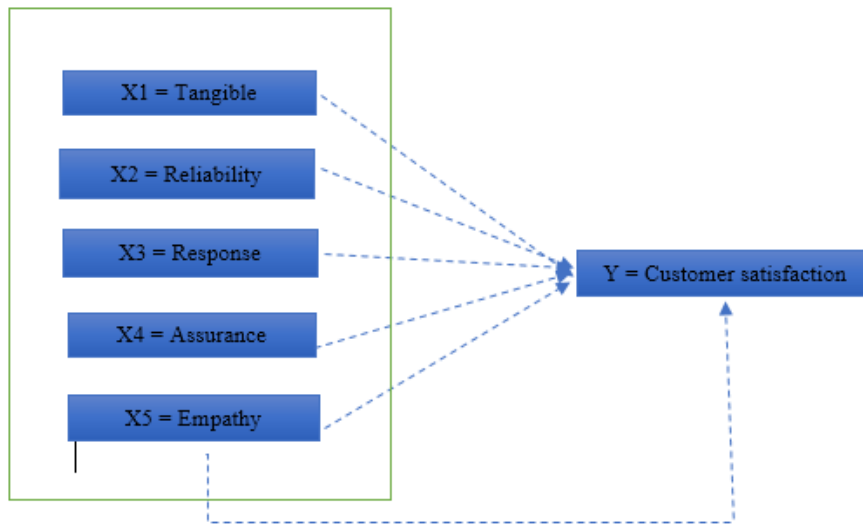 X1 = Tangible
X2 = Reliability
X3 = Response
Y = Customer satisfaction
X4 = Assurance
X5 = Empathy